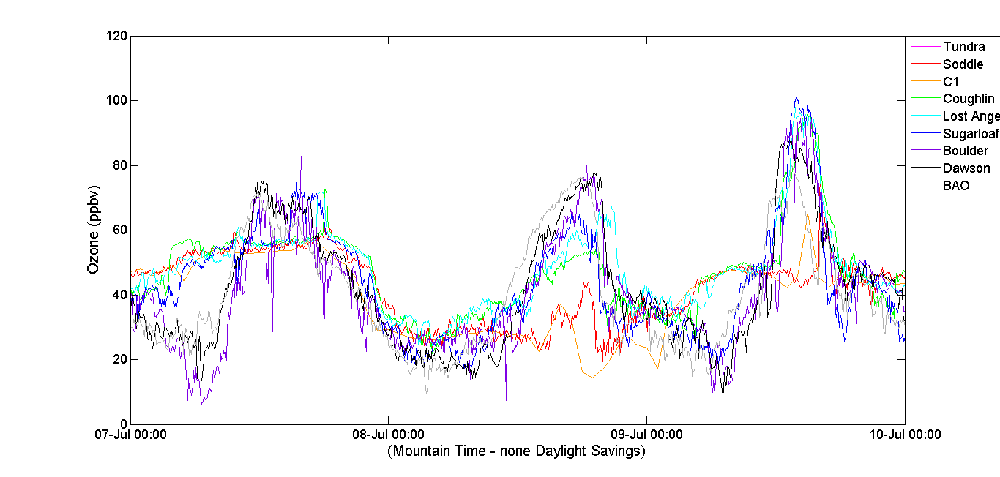 120
100
80
60
40
20
0
Ozone (ppbv)
07-Jul 00:00
08-Jul 00:00
09-Jul 00:00
10-Jul 00:00
(Mountain Time - none Daylight Savings)
Tundra
Soddie
C1
Coughlin
Lost Ange
Sugarloaf
Boulder
Dawson
BAO